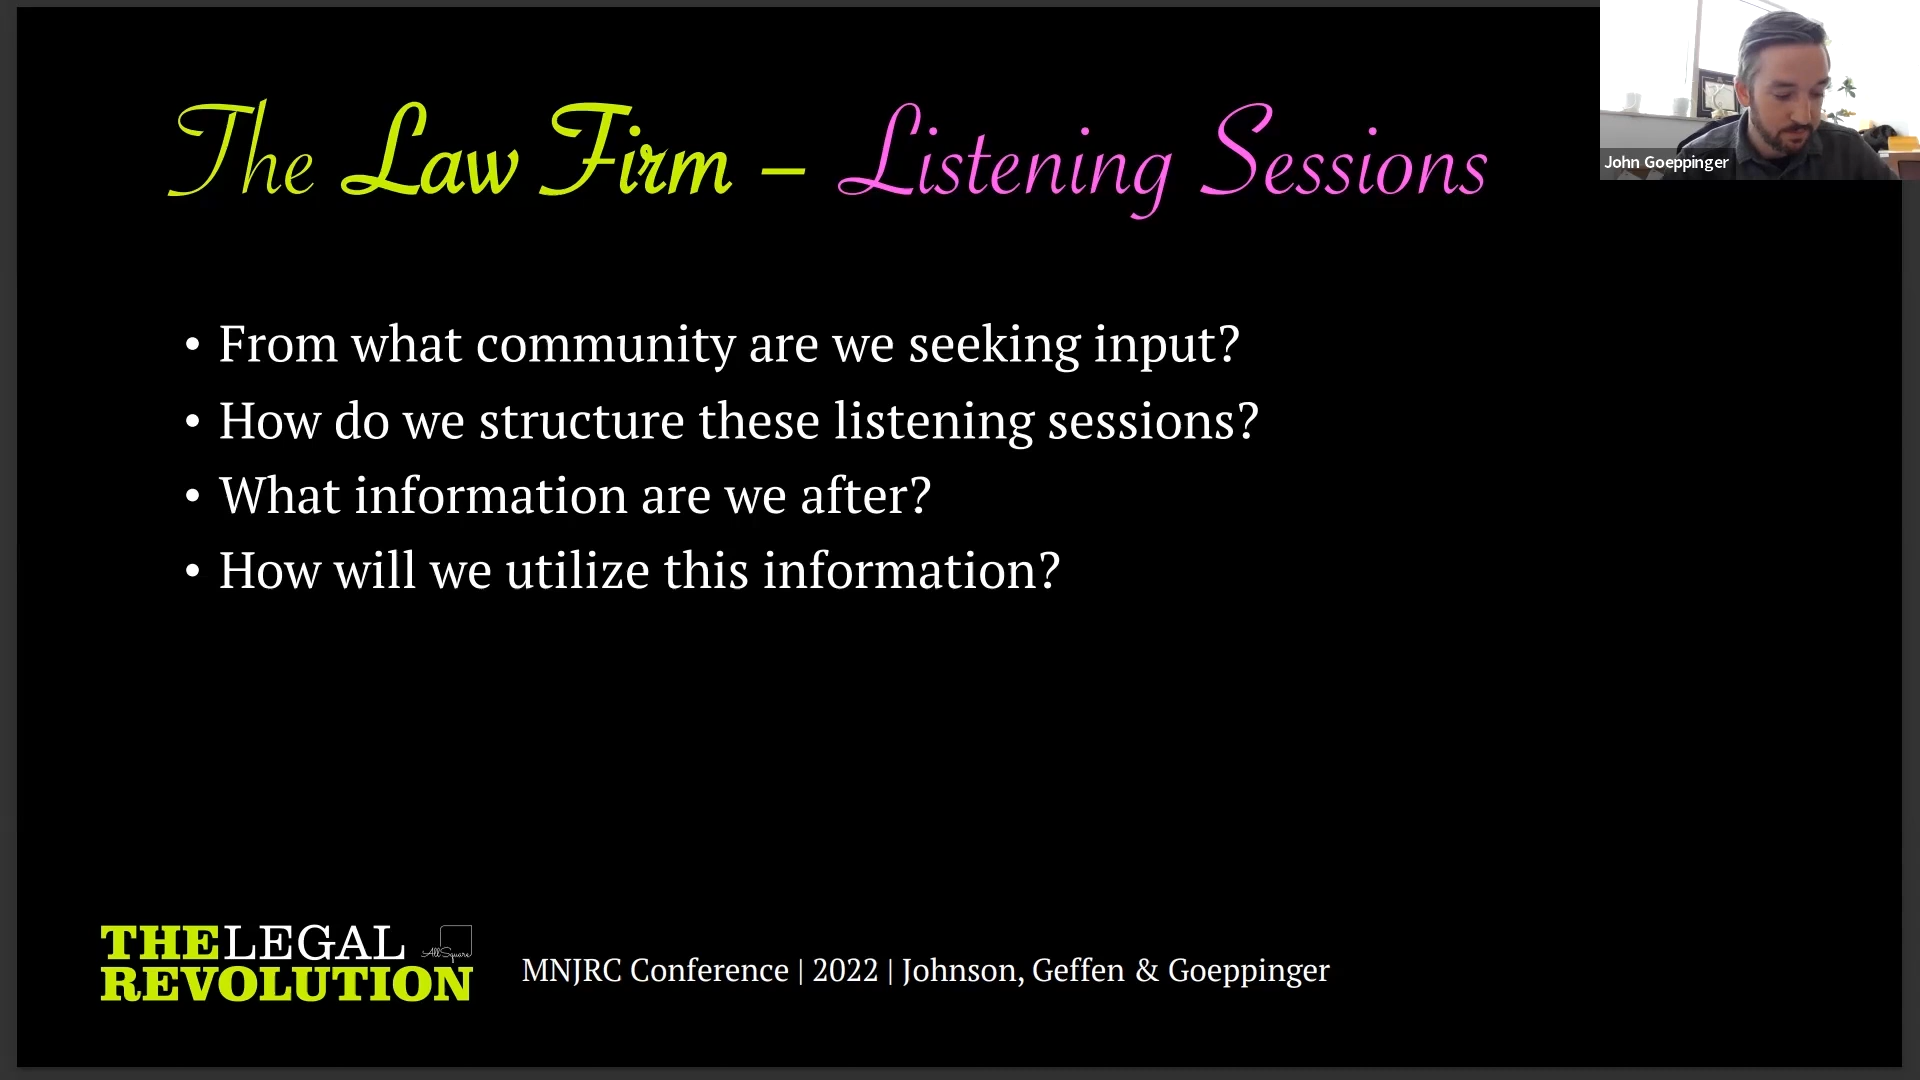 The Law Firm – Listening Sessions
John Goeppinger
• From what community are we seeking input?
• How do we structure these listening sessions?
• What information are we after?
• How will we utilize this information?
THELEGAL
AllSquare
REVOLUTION
MNJRC Conference | 2022 | Johnson, Geffen & Goeppinger